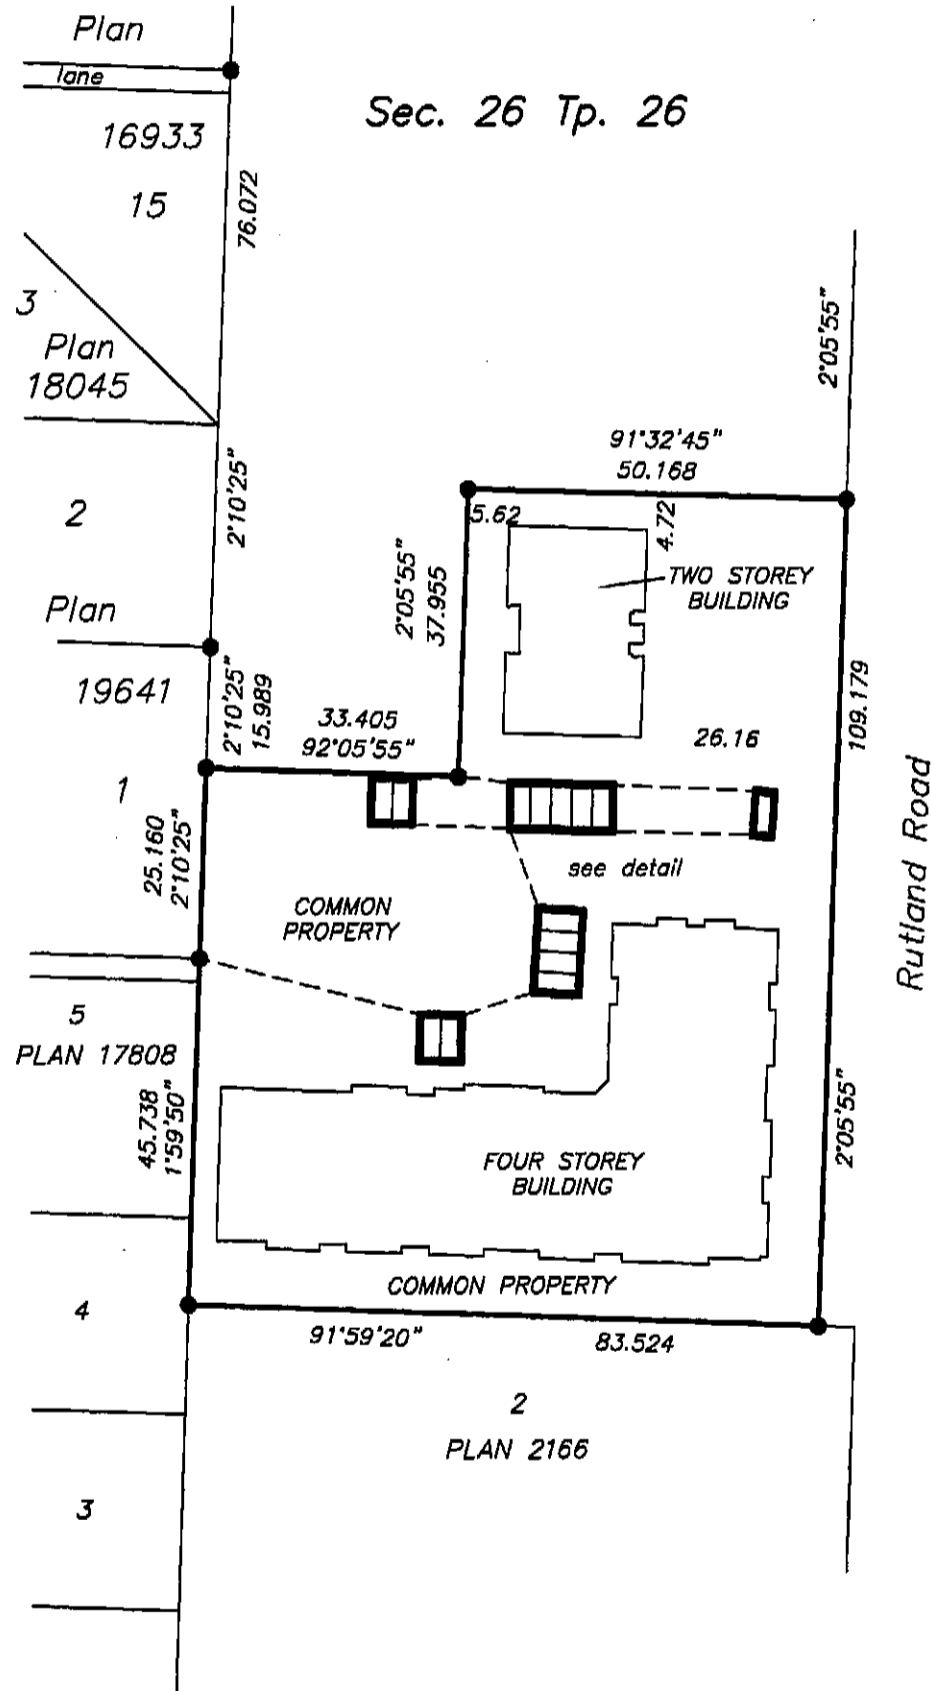 Plan
lane
Sec. 26 Tp. 26
16933
15
76.072
3
Plan
18045
2°05'55"
91°32'45"
50.168
2°10'25"
2
5.62
4.72
TWO STOREY
BUILDING
2°05'55"
37.955
Plan
19641
2°10'25"
15.989
33.405
92°05'55"
26.16
109.179
Rutland Road
1
25.160
2°10'25"
see detail
COMMON
PROPERTY
5
PLAN 17808
45.738
1°59'50"
2°05'55"
FOUR STOREY
BUILDING
COMMON PROPERTY
4
91°59'20"
83.524
2
PLAN 2166
3